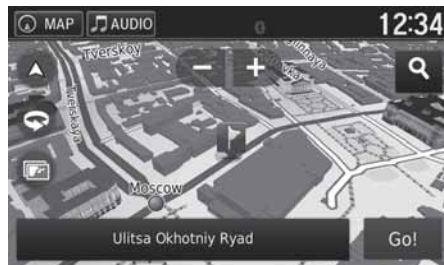 MAP AUDIO 12:34
Tverskoy
Tverskaya
Moscow
Ulitsa Okhotniy Ryad Go!